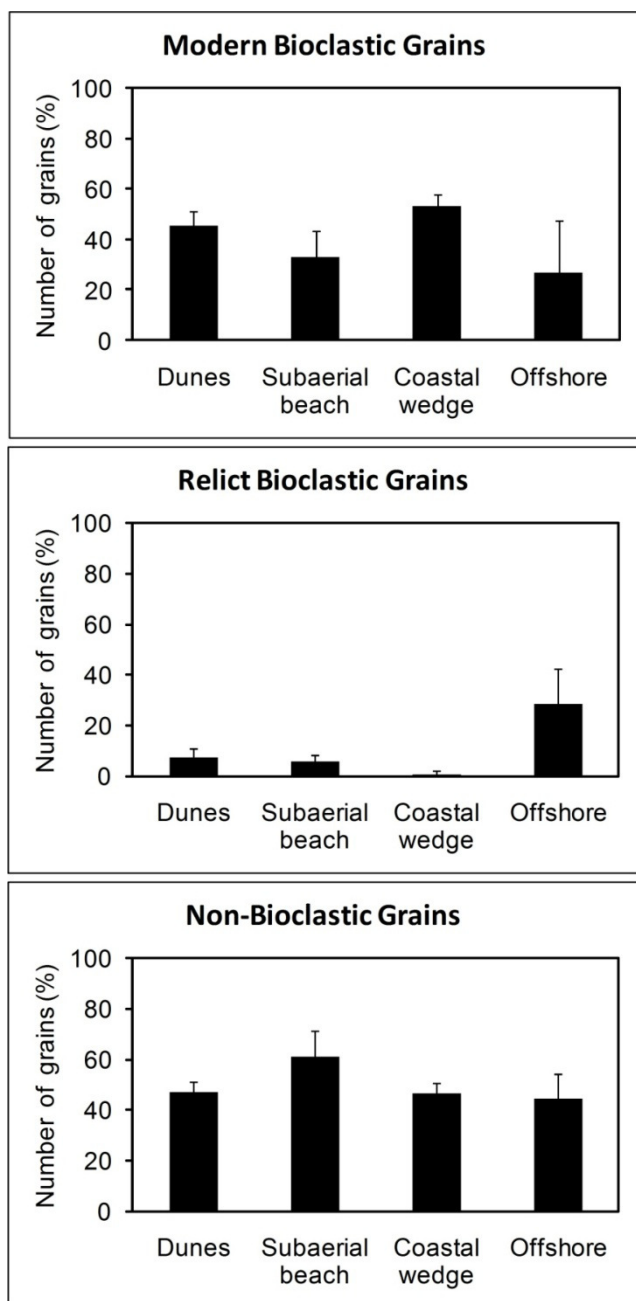 Modern Bioclastic Grains
Number of grains (%)
100
80
60
40
20
0
Dunes
Subaerial
beach
Coastal
wedge
Offshore
Relict Bioclastic Grains
Number of grains (%)
100
80
60
40
20
0
Dunes
Subaerial
beach
Coastal
wedge
Offshore
Non-Bioclastic Grains
Number of grains (%)
100
80
60
40
20
0
Dunes
Subaerial
beach
Coastal
wedge
Offshore